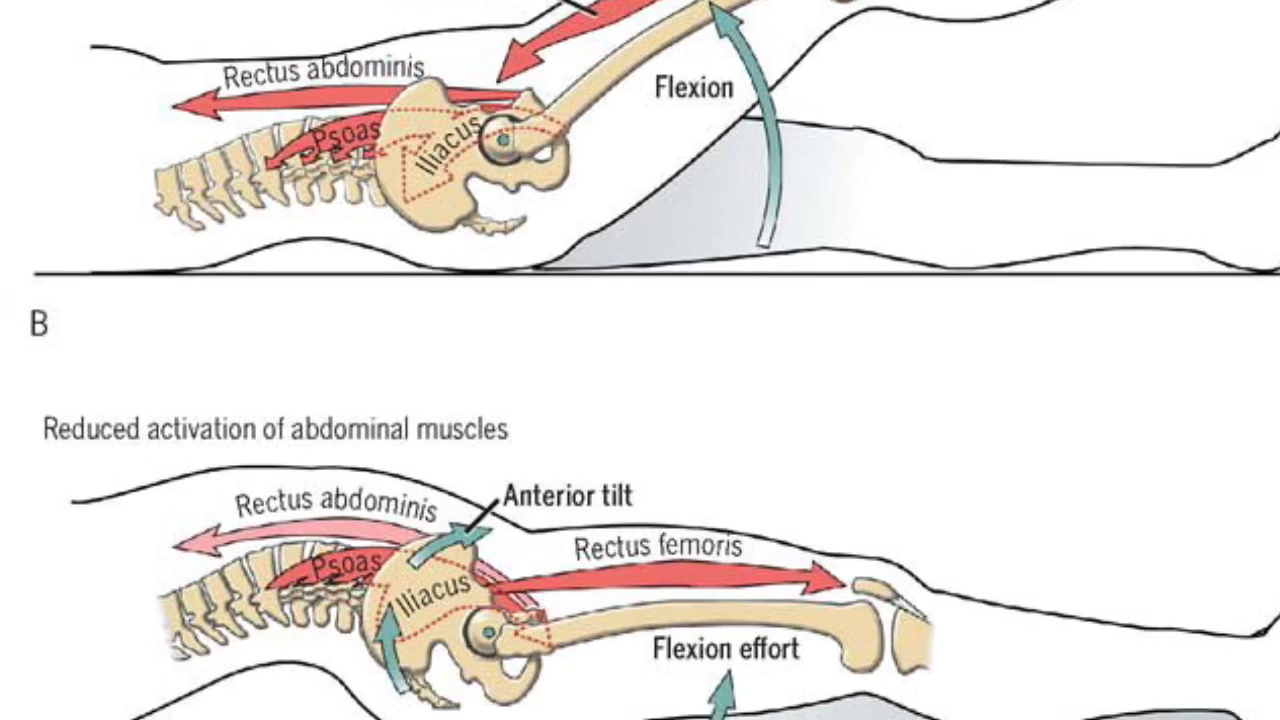 Rectus abdominis
Flexion
Psoas
Iliacus
B
Reduced activation of abdominal muscles
Anterior tilt
Rectus abdominis
Rectus femoris
Psoas
Iliacus
Flexion effort